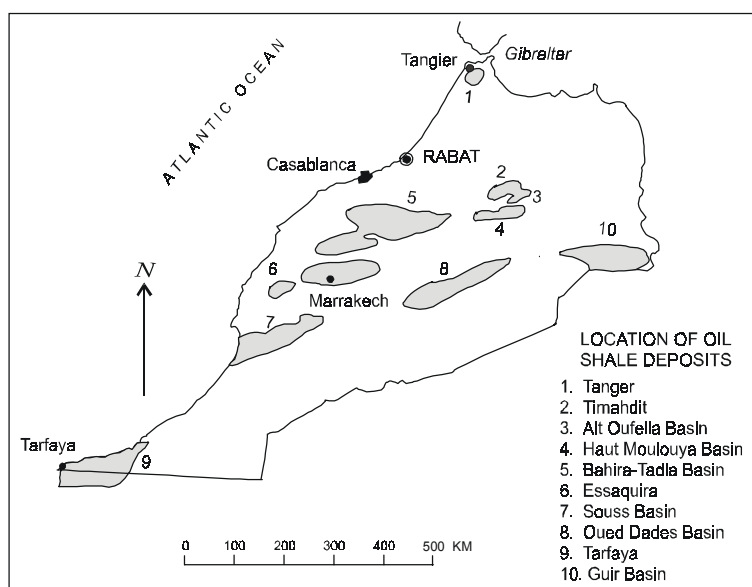 Tangier
Gibraltar
1
ATLANTIC OCEAN
Casablanca
RABAT
2
3
4
5
10
N
6
8
Marrakech
7
Tarfaya
9
LOCATION OF OIL
SHALE DEPOSITS
1. Tanger
2. Timahdit
3. Alt Oufella Basin
4. Haut Moulouya Basin
5. Bahira-Tadla Basin
6. Essaquira
7. Souss Basin
8. Oued Dades Basin
9. Tarfaya
10. Guir Basin
0 100 200 300 400 500 KM